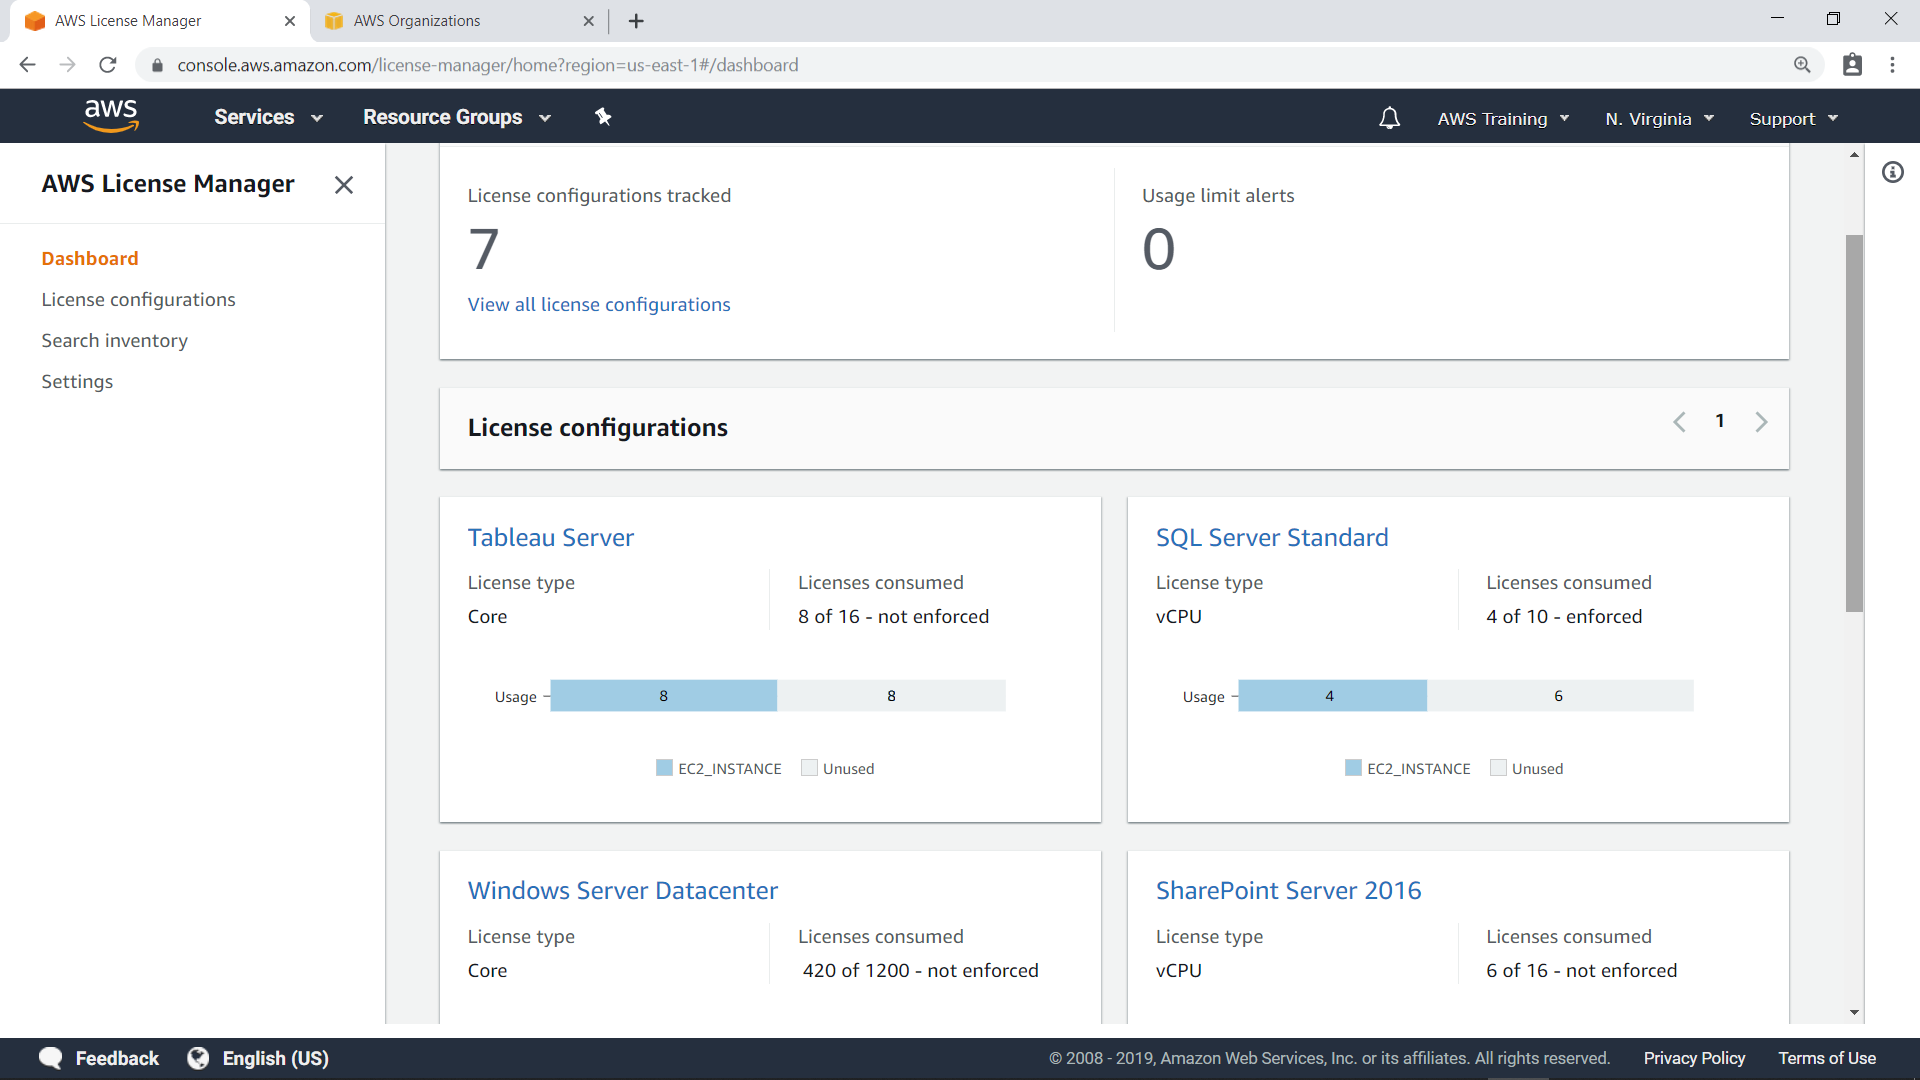 AWS License Manager
AWS Organizations
console.aws.amazon.com/license-manager/home?region=us-east-1#/dashboard
aws
Services
Resource Groups
AWS Training
N. Virginia
Support
AWS License Manager
Dashboard
License configurations
Search inventory
Settings
License configurations tracked
7
View all license configurations
Usage limit alerts
0
License configurations
1
Tableau Server
License type
Core
Licenses consumed
8 of 16 - not enforced
Usage
8
8
EC2_INSTANCE
Unused
SQL Server Standard
License type
vCPU
Licenses consumed
4 of 10 - enforced
Usage
4
6
EC2_INSTANCE
Unused
Windows Server Datacenter
License type
Core
Licenses consumed
420 of 1200 - not enforced
SharePoint Server 2016
License type
vCPU
Licenses consumed
6 of 16 - not enforced
Feedback
English (US)
© 2008 - 2019, Amazon Web Services, Inc. or its affiliates. All rights reserved.
Privacy Policy
Terms of Use